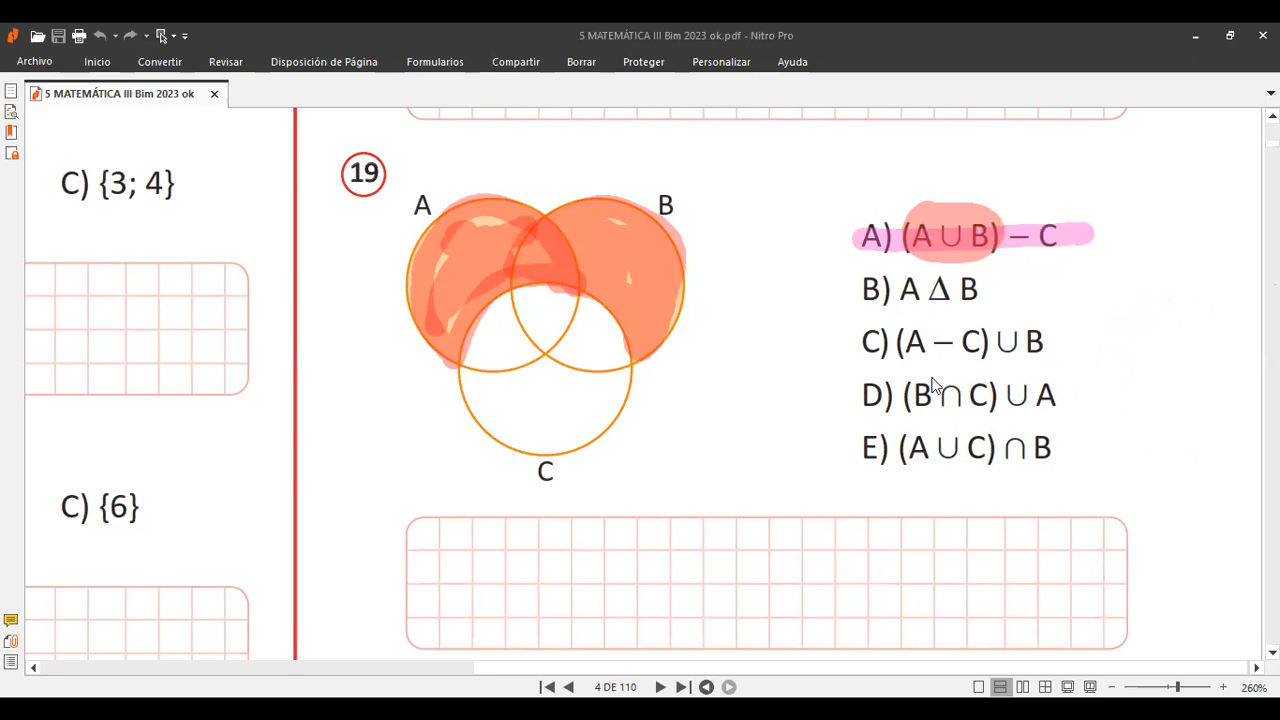 5 MATEMÁTICA III Bim 2023 ok.pdf - Nitro Pro
Archivo Inicio Convertir Revisar Disposición de Página Formularios Compartir Borrar Proteger Personalizar Ayuda
5 MATEMÁTICA III Bim 2023 ok
C) {3; 4}
C) {6}
19
A
B
C
A) (A ∪ B) – C
B) A Δ B
C) (A – C) ∪ B
D) (B ∩ C) ∪ A
E) (A ∪ C) ∩ B
4 DE 110
260%